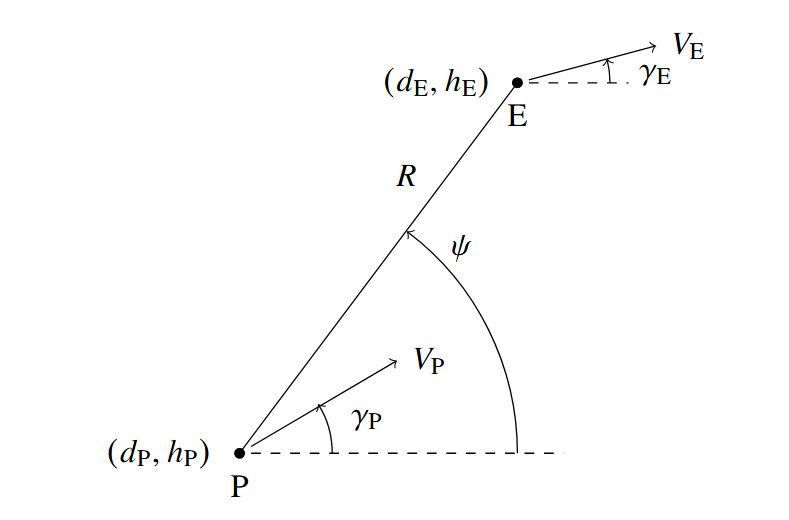 V_E
(d_E, h_E)
γ_E
E
R
ψ
V_P
γ_P
(d_P, h_P)
P